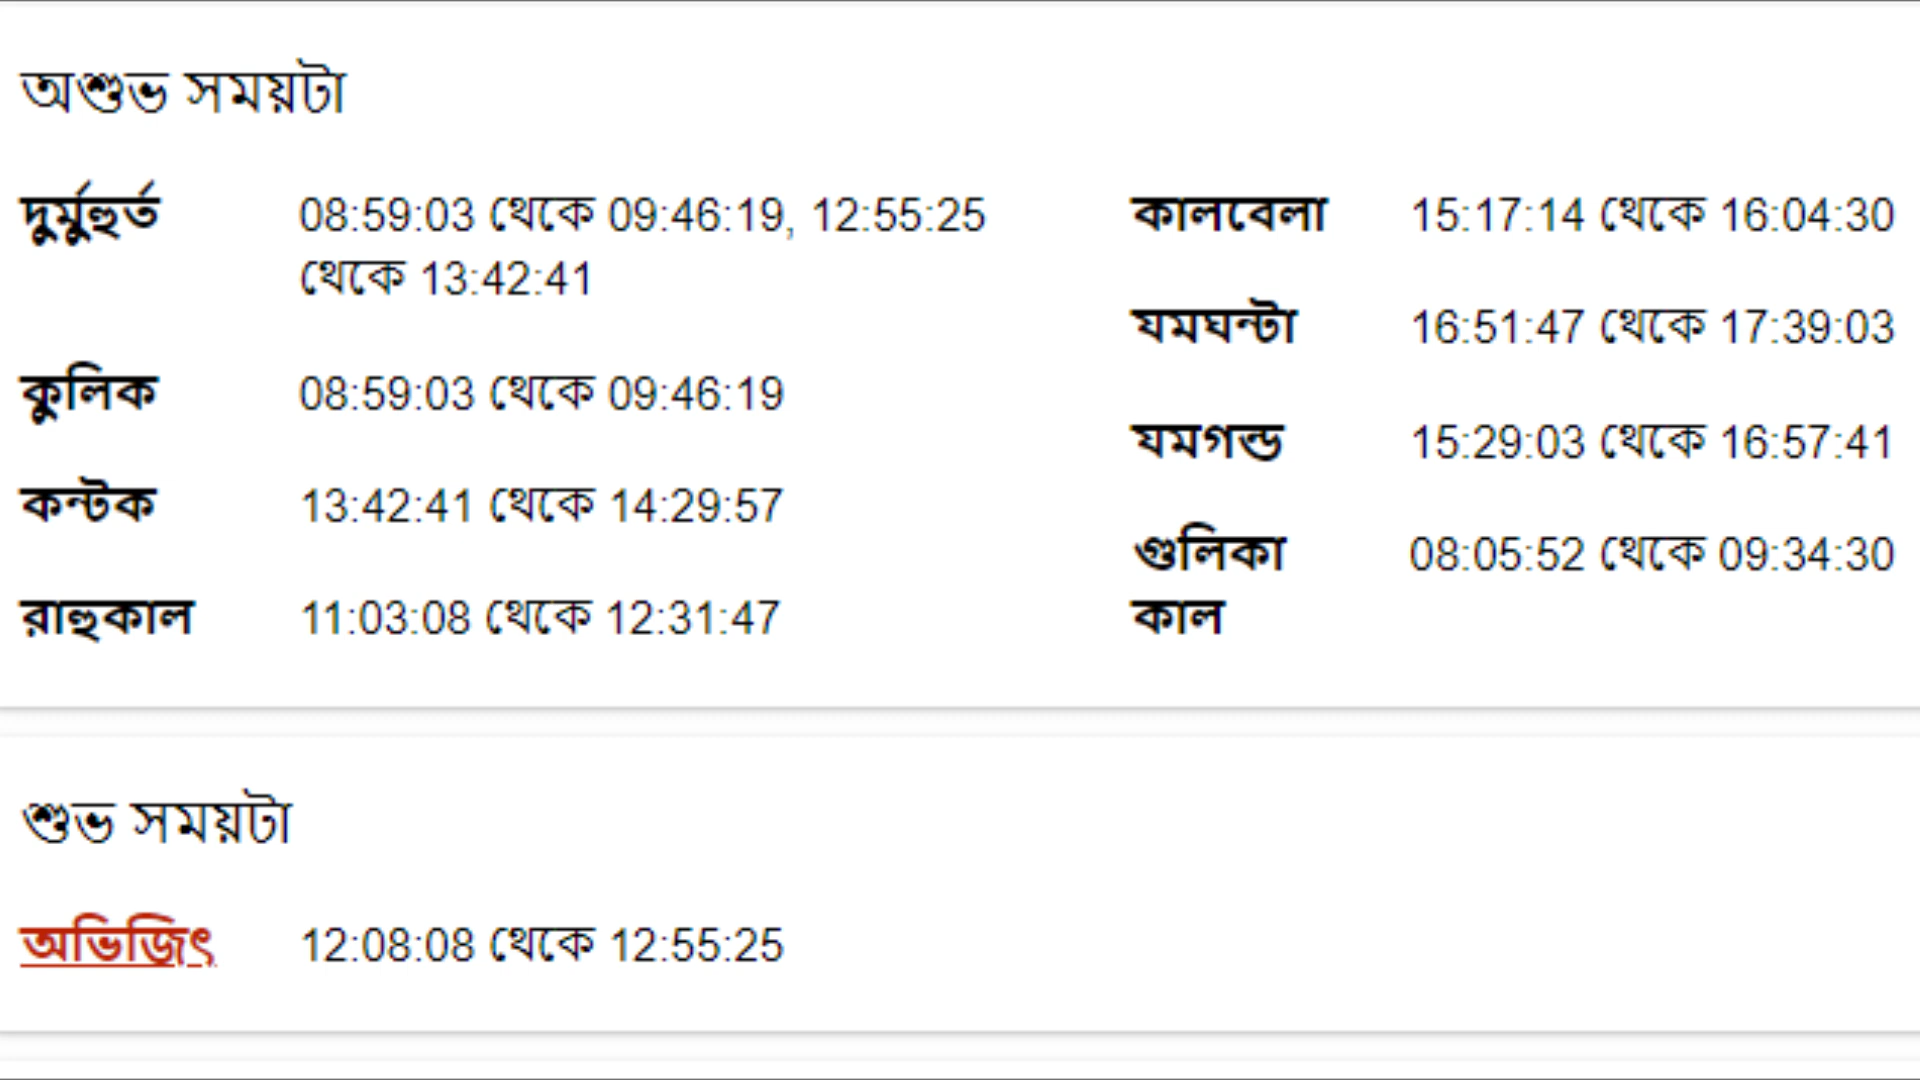 অশুভ সময়টা
দুর্মুহুর্ত 08:59:03 থেকে 09:46:19, 12:55:25
থেকে 13:42:41
কুলিক 08:59:03 থেকে 09:46:19
কন্টক 13:42:41 থেকে 14:29:57
রাহুকাল 11:03:08 থেকে 12:31:47
কালবেলা 15:17:14 থেকে 16:04:30
যমঘন্টা 16:51:47 থেকে 17:39:03
যমগন্ড 15:29:03 থেকে 16:57:41
গুলিকা 08:05:52 থেকে 09:34:30
কাল
শুভ সময়টা
অভিজিৎ 12:08:08 থেকে 12:55:25